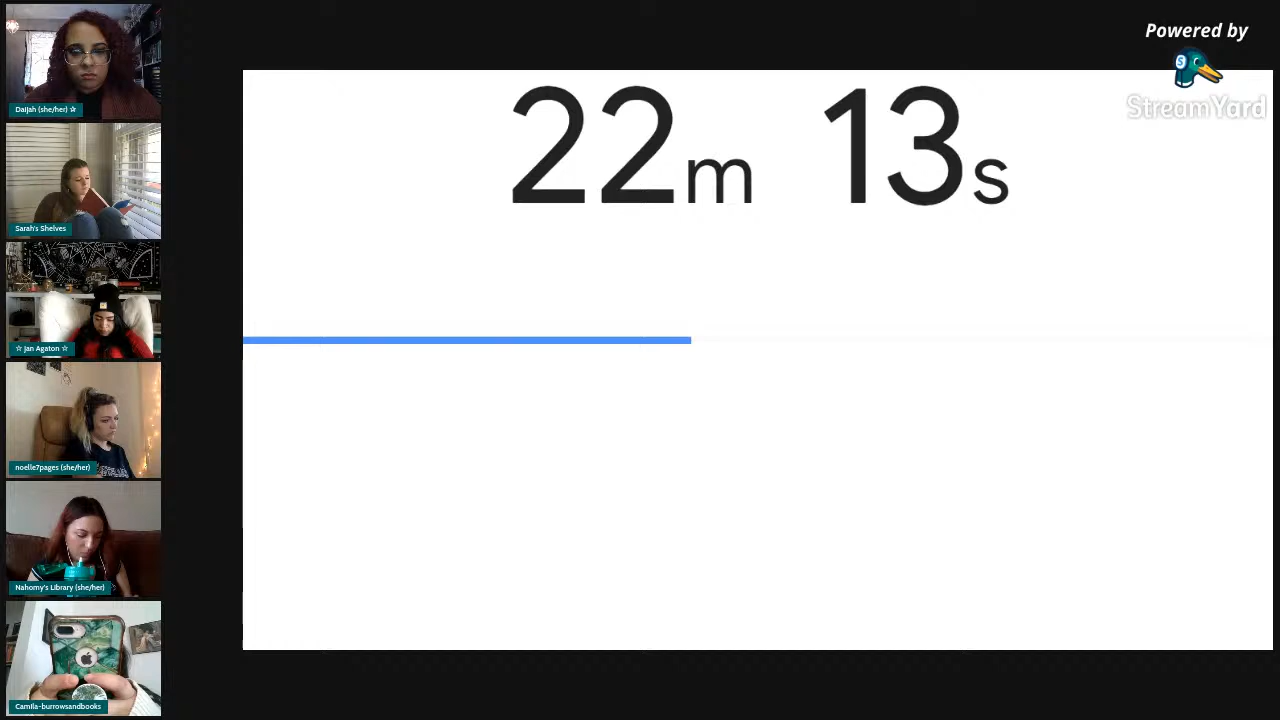 Powered by
StreamYard
22m 13s
Daijah (she/her) ☆
Sarah's Shelves
☆ Jan Agaton ☆
noelle7pages (she/her)
Nahomy's Library (she/her)
Camila-burrowsandbooks